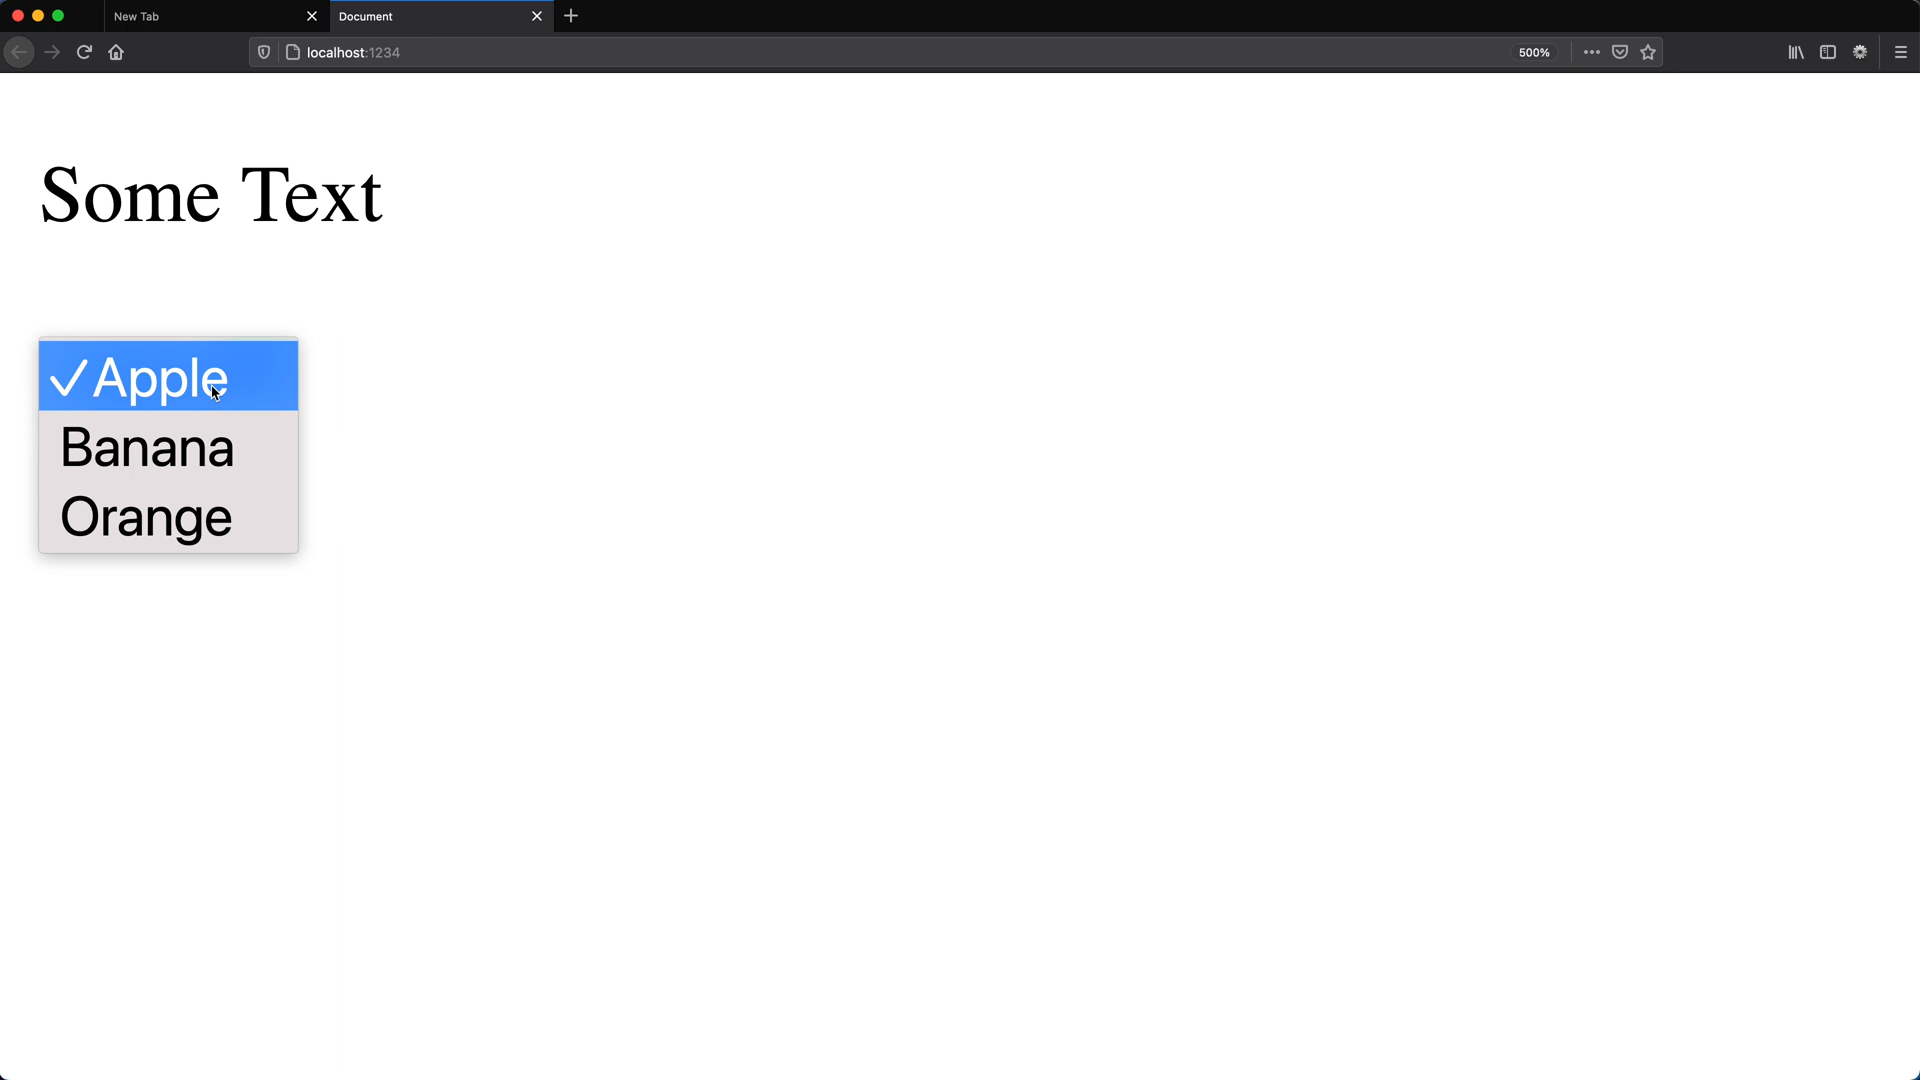 New Tab
Document
localhost:1234
500%
Some Text
✓Apple
Banana
Orange